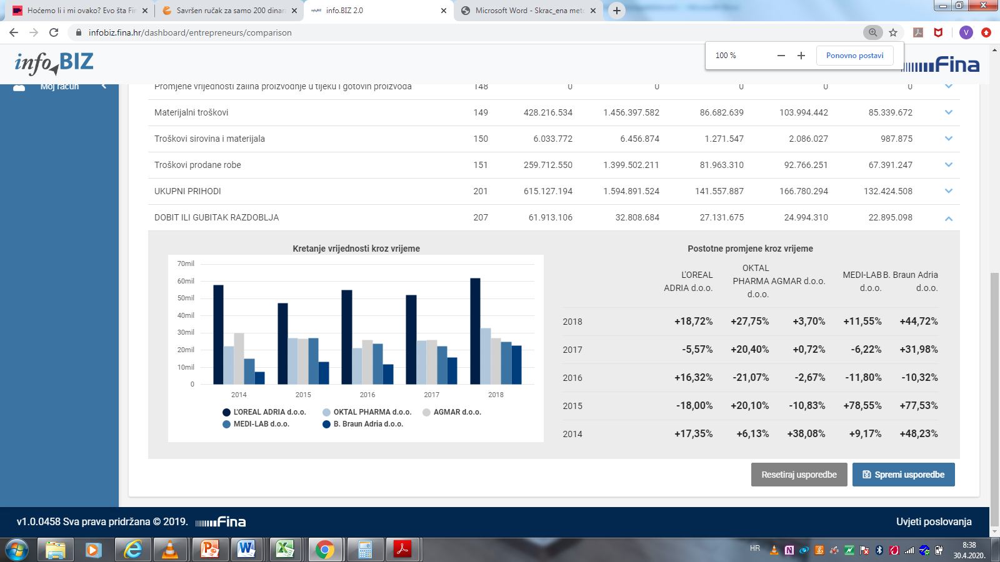 Hoćemo li i mi ovako? Evo šta Fin
Savršen ručak za samo 200 dinara
info.BIZ 2.0
Microsoft Word - Skrac_ena meto
infobiz.fina.hr/dashboard/entrepreneurs/comparison
V
100 %
Ponovno postavi
info BIZ
Fina
Moj račun
Promjene vrijednosti zaliha proizvodnje u tijeku i gotovih proizvoda 148 0 0 0 0 0
Materijalni troškovi 149 428.216.534 1.456.397.582 86.682.639 103.994.442 85.339.672
Troškovi sirovina i materijala 150 6.033.772 6.456.874 1.271.547 2.086.027 987.875
Troškovi prodane robe 151 259.712.550 1.399.502.211 81.963.310 92.766.251 67.391.247
UKUPNI PRIHODI 201 615.127.194 1.594.891.524 141.557.887 166.780.294 132.424.508
DOBIT ILI GUBITAK RAZDOBLJA 207 61.913.106 32.808.684 27.131.675 24.994.310 22.895.098
Kretanje vrijednosti kroz vrijeme
70mil
60mil
50mil
40mil
30mil
20mil
10mil
0
2014 2015 2016 2017 2018
L'OREAL ADRIA d.o.o. OKTAL PHARMA d.o.o. AGMAR d.o.o.
MEDI-LAB d.o.o. B. Braun Adria d.o.o.
Postotne promjene kroz vrijeme
L'OREAL ADRIA d.o.o. OKTAL PHARMA d.o.o. AGMAR d.o.o. MEDI-LAB d.o.o. B. Braun Adria d.o.o.
2018 +18,72% +27,75% +3,70% +11,55% +44,72%
2017 -5,57% +20,40% +0,72% -6,22% +31,98%
2016 +16,32% -21,07% -2,67% -11,80% -10,32%
2015 -18,00% +20,10% -10,83% +78,55% +77,53%
2014 +17,35% +6,13% +38,08% +9,17% +48,23%
Resetiraj usporedbe
Spremi usporedbe
v1.0.0458 Sva prava pridržana © 2019. Fina
Uvjeti poslovanja
HR
8:38
30.4.2020.